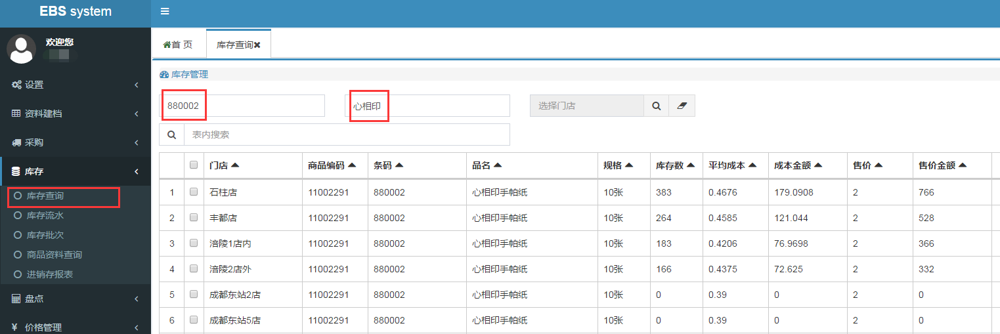 EBS system
欢迎您
设置
资料建档
采购
库存
库存查询
库存流水
库存批次
商品资料查询
进销存报表
盘点
¥ 价格管理
首 页 库存查询
库存管理
880002 心相印 选择门店
表内搜索
门店 商品编码 条码 品名 规格 库存数 平均成本 成本金额 售价 售价金额
1 石柱店 11002291 880002 心相印手帕纸 10张 383 0.4676 179.0908 2 766
2 丰都店 11002291 880002 心相印手帕纸 10张 264 0.4585 121.044 2 528
3 涪陵1店内 11002291 880002 心相印手帕纸 10张 183 0.4206 76.9698 2 366
4 涪陵2店外 11002291 880002 心相印手帕纸 10张 166 0.4375 72.625 2 332
5 成都东站2店 11002291 880002 心相印手帕纸 10张 0 0.39 0 2 0
6 成都东站5店 11002291 880002 心相印手帕纸 10张 0 0.39 0 2 0